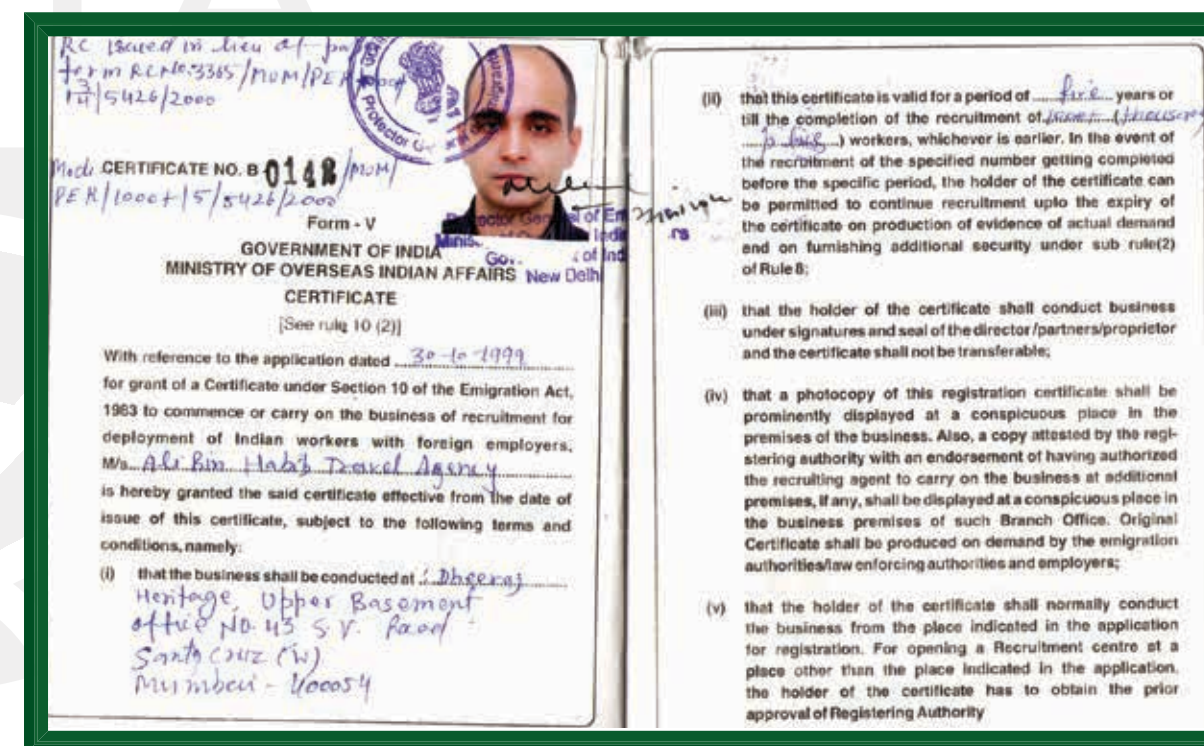 RC issued in lieu of
form RC No. 3365/MUM/PER
5426/2000
CERTIFICATE NO. B 0148/MUM/
PER/1000+/5/5426/2000
Form - V
GOVERNMENT OF INDIA
MINISTRY OF OVERSEAS INDIAN AFFAIRS
New Delhi
CERTIFICATE
[See rule 10 (2)]
With reference to the application dated 30-10-1999
for grant of a Certificate under Section 10 of the Emigration Act,
1983 to commence or carry on the business of recruitment for
deployment of Indian workers with foreign employers,
M/s. Ali Bin Habib Travel Agency
is hereby granted the said certificate effective from the date of
issue of this certificate, subject to the following terms and
conditions, namely:
(i) that the business shall be conducted at : Dheeraj
Heritage, Upper Basement
office No. 43 S.V. Road
Santacruz (W)
Mumbai - 400054
(ii) that this certificate is valid for a period of five years or
till the completion of the recruitment of (thousand
) workers, whichever is earlier. In the event of
the recruitment of the specified number getting completed
before the specific period, the holder of the certificate can
be permitted to continue recruitment upto the expiry of
the certificate on production of evidence of actual demand
and on furnishing additional security under sub rule(2)
of Rule 8;
(iii) that the holder of the certificate shall conduct business
under signatures and seal of the director/partners/proprietor
and the certificate shall not be transferable;
(iv) that a photocopy of this registration certificate shall be
prominently displayed at a conspicuous place in the
premises of the business. Also, a copy attested by the regi-
stering authority with an endorsement of having authorized
the recruiting agent to carry on the business at additional
premises, if any, shall be displayed at a conspicuous place in
the business premises of such Branch Office. Original
Certificate shall be produced on demand by the emigration
authorities/law enforcing authorities and employers;
(v) that the holder of the certificate shall normally conduct
the business from the place indicated in the application
for registration. For opening a Recruitment centre at a
place other than the place indicated in the application,
the holder of the certificate has to obtain the prior
approval of Registering Authority